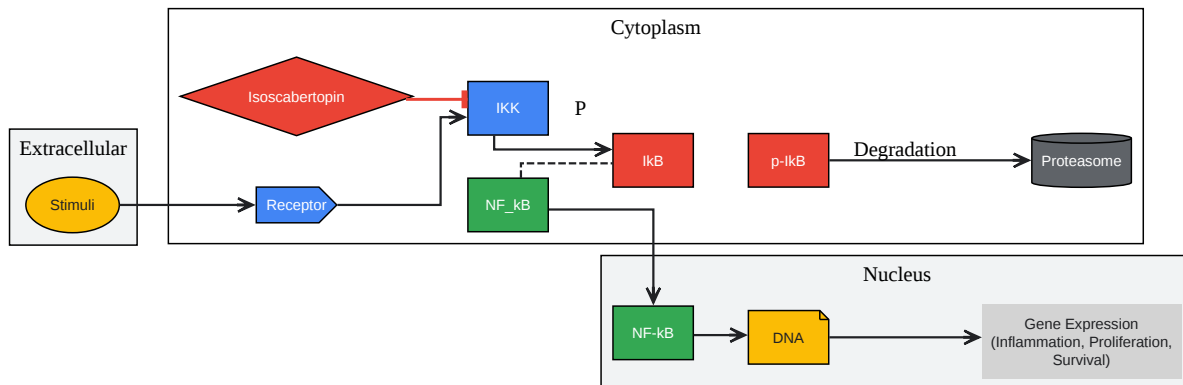 Cytoplasm
Isoscabertopin
IKK
P
Extracellular
IkB
p-IkB
Degradation
Proteasome
Stimuli
Receptor
NF_kB
Nucleus
NF-kB
DNA
Gene Expression
(Inflammation, Proliferation,
Survival)